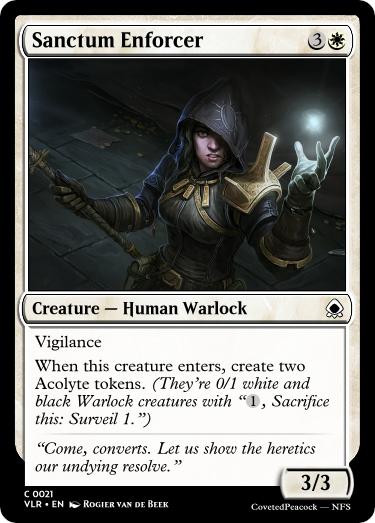 Sanctum Enforcer 3
Creature — Human Warlock
Vigilance
When this creature enters, create two
Acolyte tokens. (They're 0/1 white and
black Warlock creatures with “1, Sacrifice
this: Surveil 1.”)
“Come, converts. Let us show the heretics
our undying resolve.”
3/3
C 0021
VLR • EN Rogier van de Beek
CovetedPeacock — NFS